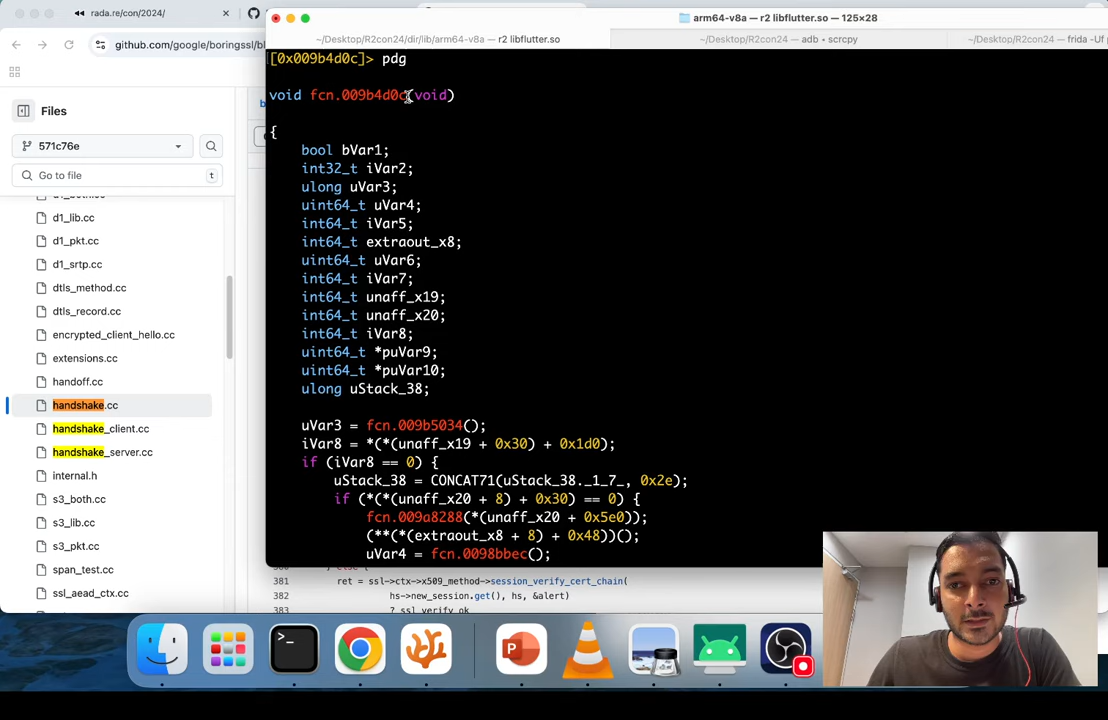 rada.re/con/2024/
github.com/google/boringssl/bl
Files
571c76e
Go to file
t
d1_lib.cc
d1_pkt.cc
d1_srtp.cc
dtls_method.cc
dtls_record.cc
encrypted_client_hello.cc
extensions.cc
handoff.cc
handshake.cc
handshake_client.cc
handshake_server.cc
internal.h
s3_both.cc
s3_lib.cc
s3_pkt.cc
span_test.cc
ssl_aead_ctx.cc
arm64-v8a — r2 libflutter.so — 125×28
~/Desktop/R2con24/dir/lib/arm64-v8a — r2 libflutter.so
~/Desktop/R2con24 — adb • scrcpy
~/Desktop/R2con24 — frida -Uf
[0x009b4d0c]> pdg
void fcn.009b4d0c(void)
{
bool bVar1;
int32_t iVar2;
ulong uVar3;
uint64_t uVar4;
int64_t iVar5;
int64_t extraout_x8;
uint64_t uVar6;
int64_t iVar7;
int64_t unaff_x19;
int64_t unaff_x20;
int64_t iVar8;
uint64_t *puVar9;
uint64_t *puVar10;
ulong uStack_38;
uVar3 = fcn.009b5034();
iVar8 = *(*(unaff_x19 + 0x30) + 0x1d0);
if (iVar8 == 0) {
uStack_38 = CONCAT71(uStack_38._1_7_, 0x2e);
if (*(*(unaff_x20 + 8) + 0x30) == 0) {
fcn.009a8288(*(unaff_x20 + 0x5e0));
(**(*(extraout_x8 + 8) + 0x48))();
uVar4 = fcn.0098bbec();
381 ret = ssl->ctx->x509_method->session_verify_cert_chain(
382 hs->new_session.get(), hs, &alert)
383 ? ssl_verify_ok